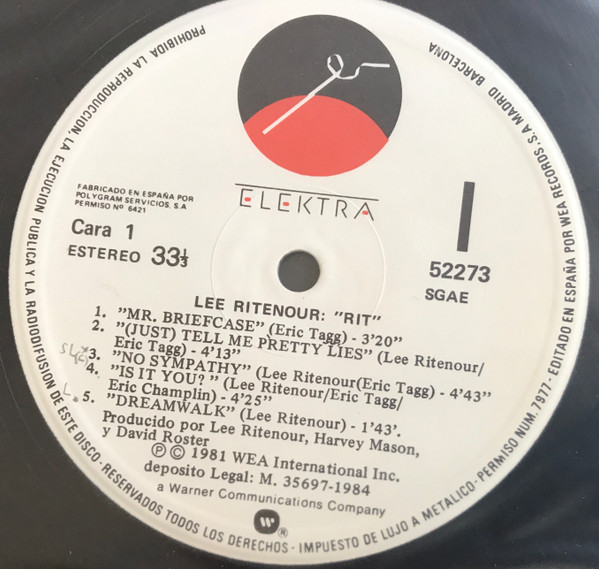 PROHIBIDA LA REPRODUCCION, LA EJECUCION PUBLICA Y LA RADIODIFUSION DE ESTE DISCO · RESERVADOS TODOS LOS DERECHOS · IMPUESTO DE LUJO A METALICO · PERMISO NUM. 7977 · EDITADO EN ESPAÑA POR WEA RECORDS, S.A. MADRID BARCELONA
ELEKTRA
FABRICADO EN ESPAÑA POR
POLYGRAM SERVICIOS, S.A
PERMISO Nº 6421
Cara 1
ESTEREO 33⅓
I
52273
SGAE
LEE RITENOUR: "RIT"
1. "MR. BRIEFCASE" (Eric Tagg) - 3'20"
2. "(JUST) TELL ME PRETTY LIES" (Lee Ritenour/
Eric Tagg) - 4'13"
3. "NO SYMPATHY" (Lee Ritenour(Eric Tagg) - 4'43"
4. "IS IT YOU?" (Lee Ritenour/Eric Tagg/
Eric Champlin) - 4'25"
L. 5. "DREAMWALK" (Lee Ritenour) - 1'43'.
Producido por Lee Ritenour, Harvey Mason,
y David Roster
Ⓟ © 1981 WEA International Inc.
deposito Legal: M. 35697-1984
a Warner Communications Company
W ®